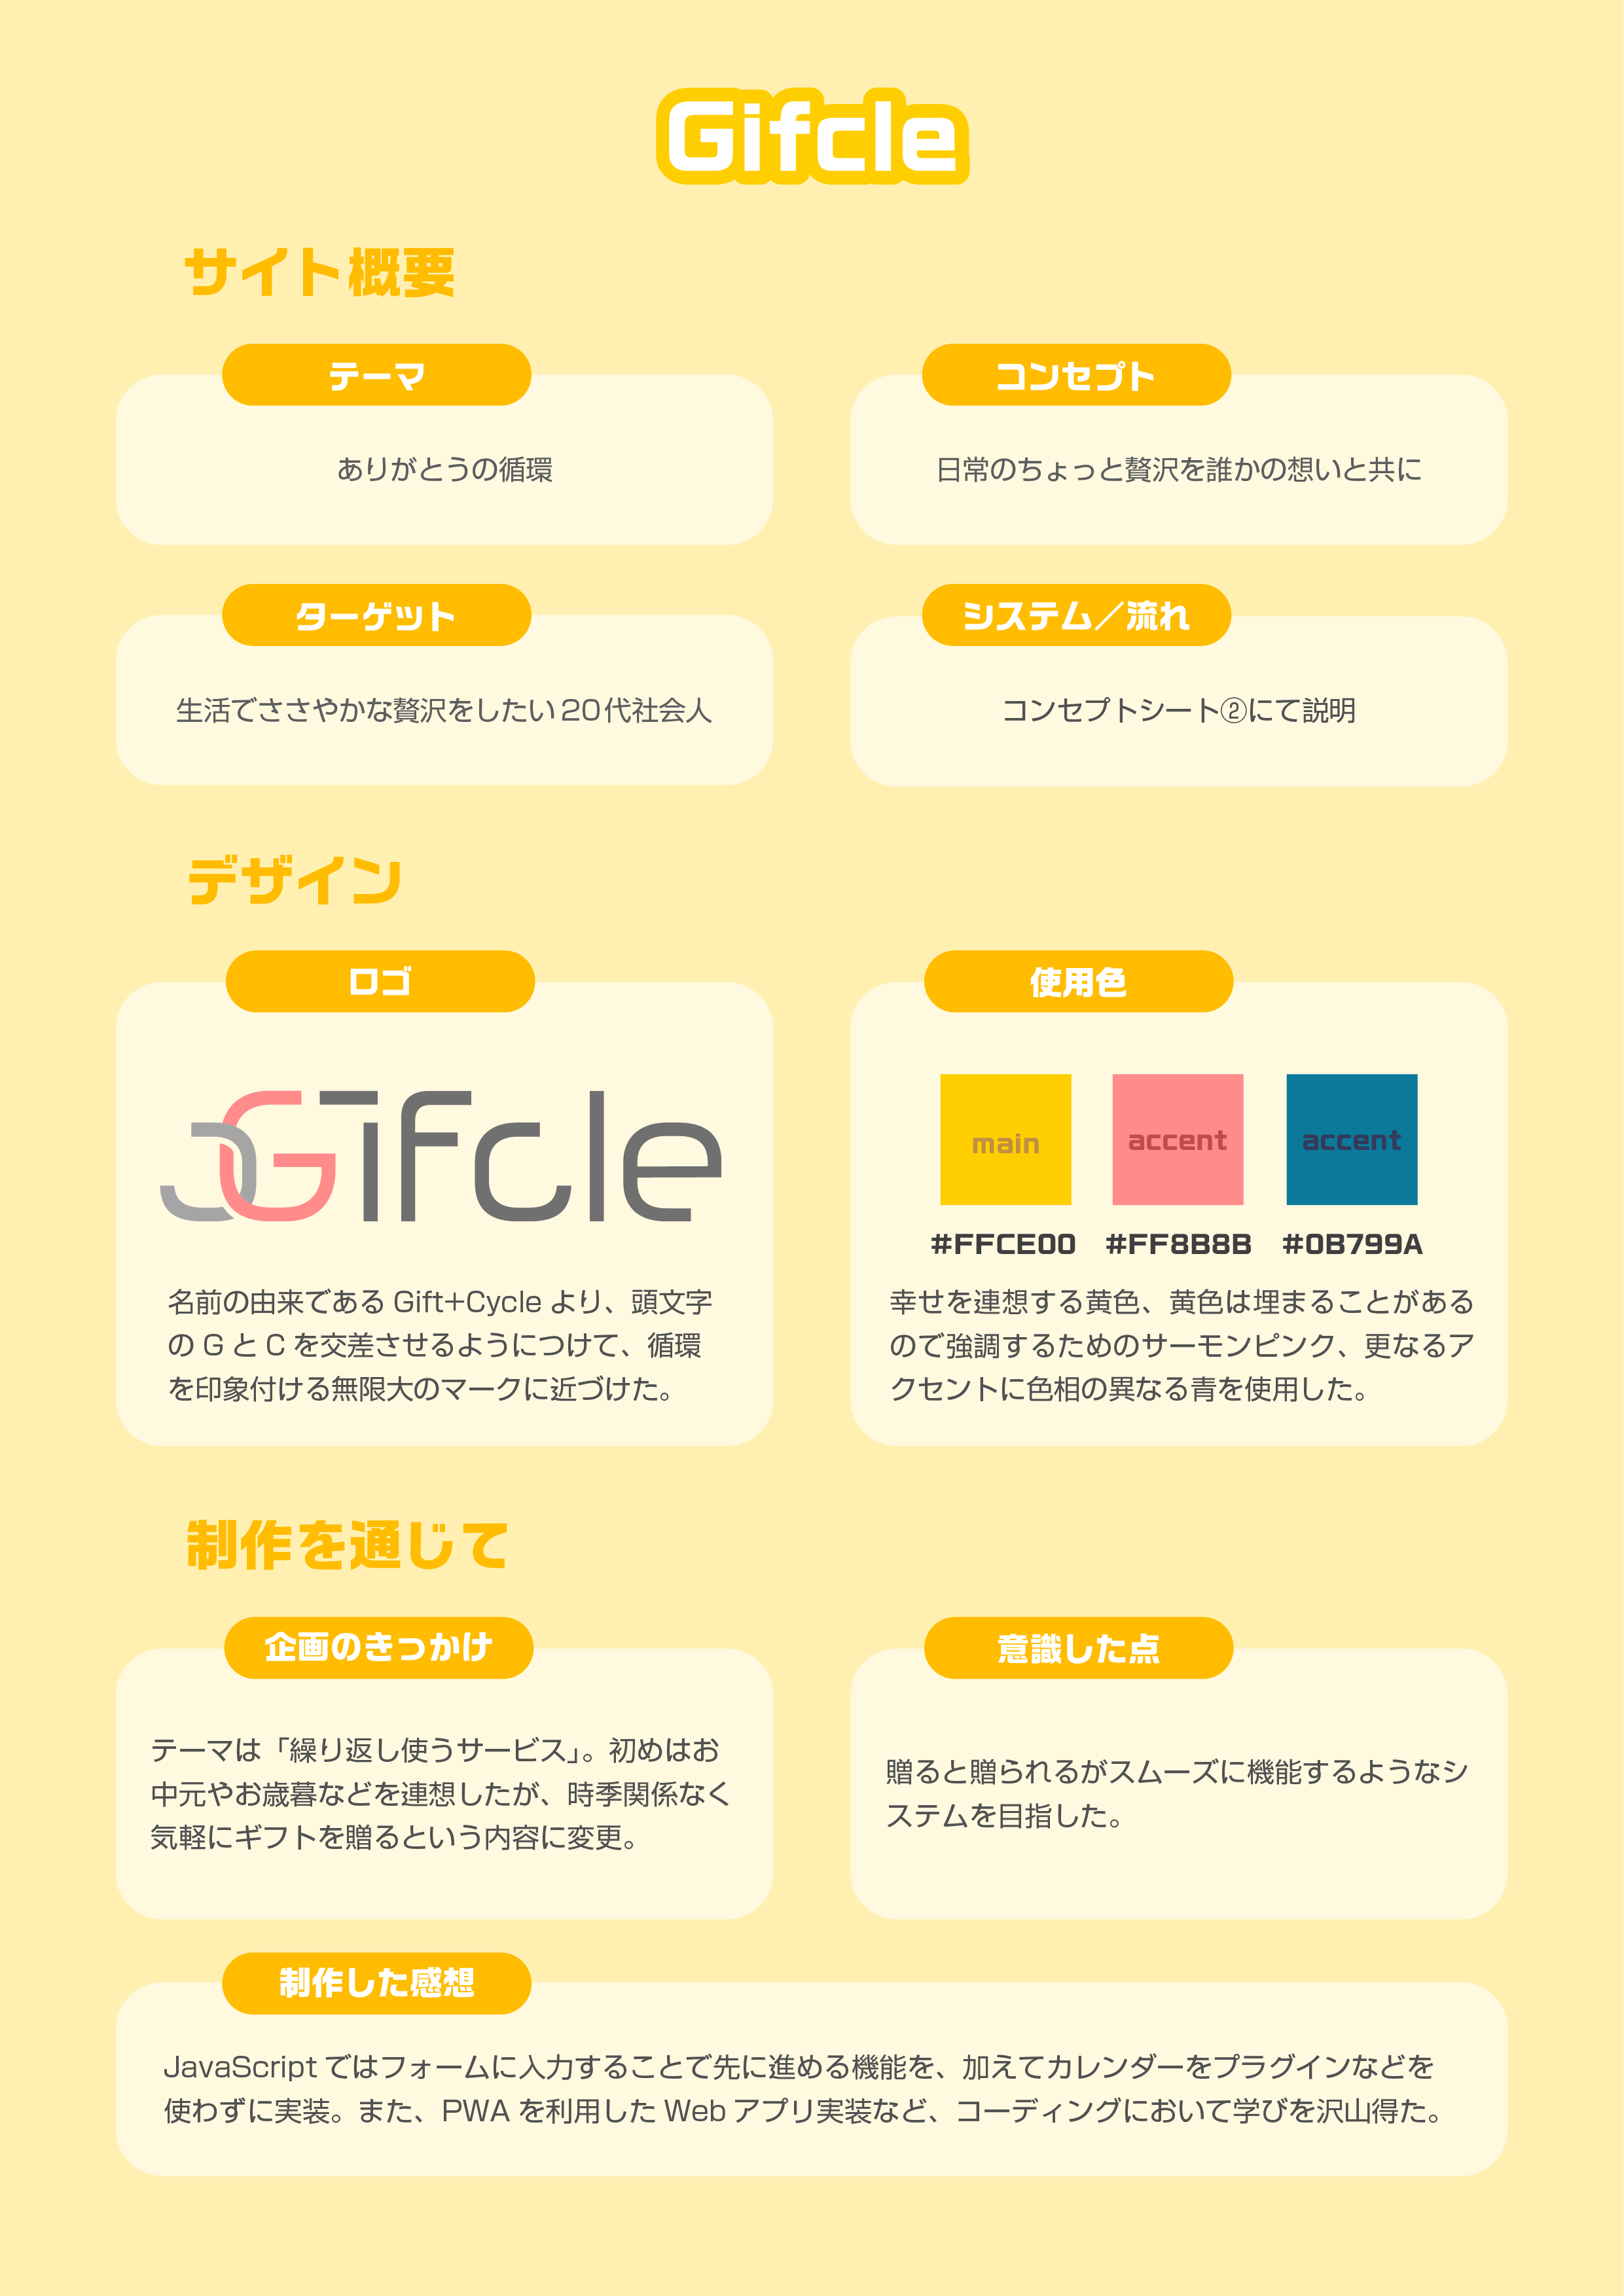 Gifcle
サイト概要
テーマ
ありがとうの循環
コンセプト
日常のちょっと贅沢を誰かの想いと共に
ターゲット
生活でささやかな贅沢をしたい20代社会人
システム／流れ
コンセプトシート②にて説明
デザイン
ロゴ
Gifcle
名前の由来である Gift+Cycle より、頭文字
の G と C を交差させるようにつけて、循環
を印象付ける無限大のマークに近づけた。
使用色
main
accent
accent
#FFCE00
#FF8B8B
#0B799A
幸せを連想する黄色、黄色は埋まることがある
ので強調するためのサーモンピンク、更なるア
クセントに色相の異なる青を使用した。
制作を通じて
企画のきっかけ
テーマは「繰り返し使うサービス」。初めはお
中元やお歳暮などを連想したが、時季関係なく
気軽にギフトを贈るという内容に変更。
意識した点
贈ると贈られるがスムーズに機能するようなシ
ステムを目指した。
制作した感想
JavaScript ではフォームに入力することで先に進める機能を、加えてカレンダーをプラグインなどを
使わずに実装。また、PWA を利用した Web アプリ実装など、コーディングにおいて学びを沢山得た。